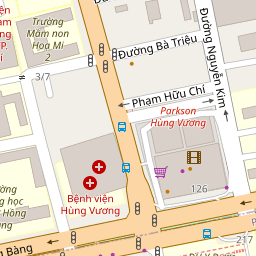 Trường
Mầm non
Hoạ Mi
2
Đường Bà Triệu
Đường Nguyễn Kim
3/7
Phạm Hữu Chí
Parkson
Hùng Vương
Bệnh viện
Hùng Vương
126
g học
Hồng
Bàng
217